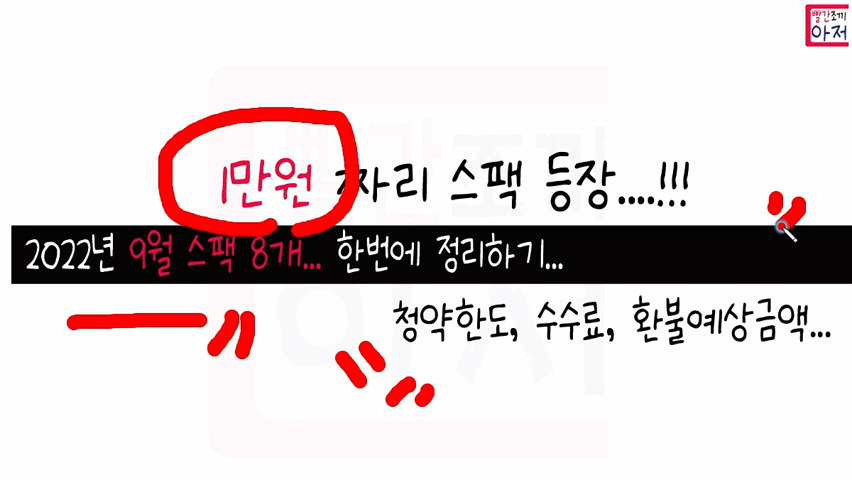 빨간조끼
아저
1만원 짜리 스팩 등장....!!!
2022년 9월 스팩 8개... 한번에 정리하기...
청약한도, 수수료, 환불예상금액...